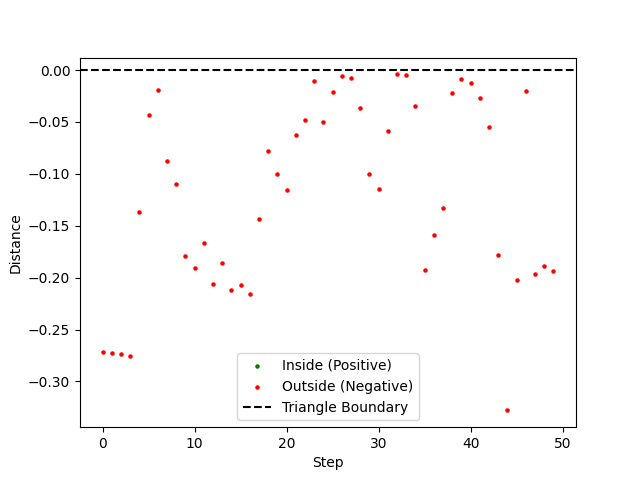 0.00
−0.05
−0.10
−0.15
−0.20
−0.25
−0.30
Distance
Inside (Positive)
Outside (Negative)
Triangle Boundary
0 10 20 30 40 50
Step